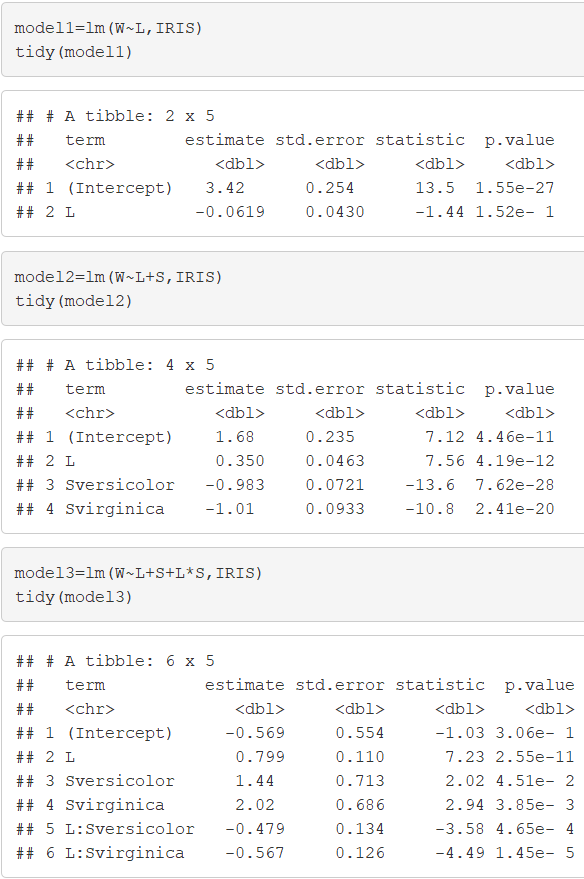 model1=lm(W~L,IRIS)
tidy(model1)
## # A tibble: 2 x 5
##   term        estimate std.error statistic  p.value
##   <chr>          <dbl>     <dbl>     <dbl>    <dbl>
## 1 (Intercept)   3.42      0.254      13.5  1.55e-27
## 2 L            -0.0619    0.0430     -1.44 1.52e- 1
model2=lm(W~L+S,IRIS)
tidy(model2)
## # A tibble: 4 x 5
##   term        estimate std.error statistic  p.value
##   <chr>          <dbl>     <dbl>     <dbl>    <dbl>
## 1 (Intercept)    1.68     0.235       7.12 4.46e-11
## 2 L              0.350    0.0463      7.56 4.19e-12
## 3 Sversicolor   -0.983    0.0721    -13.6  7.62e-28
## 4 Svirginica    -1.01     0.0933    -10.8  2.41e-20
model3=lm(W~L+S+L*S,IRIS)
tidy(model3)
## # A tibble: 6 x 5
##   term          estimate std.error statistic  p.value
##   <chr>            <dbl>     <dbl>     <dbl>    <dbl>
## 1 (Intercept)     -0.569     0.554     -1.03 3.06e- 1
## 2 L                0.799     0.110      7.23 2.55e-11
## 3 Sversicolor      1.44      0.713      2.02 4.51e- 2
## 4 Svirginica       2.02      0.686      2.94 3.85e- 3
## 5 L:Sversicolor   -0.479     0.134     -3.58 4.65e- 4
## 6 L:Svirginica    -0.567     0.126     -4.49 1.45e- 5